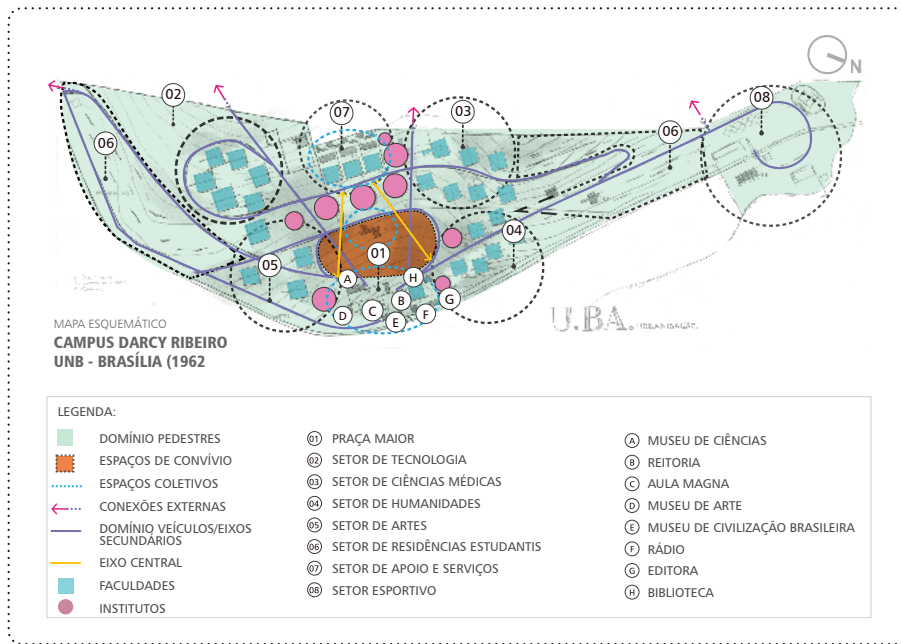 N
08
02
07
03
06
06
04
01
05
A
H
B
G
D
C
E
F
U.BA. URBANISAÇÃO.
MAPA ESQUEMÁTICO
CAMPUS DARCY RIBEIRO
UNB - BRASÍLIA (1962
LEGENDA:
DOMÍNIO PEDESTRES
ESPAÇOS DE CONVÍVIO
ESPAÇOS COLETIVOS
CONEXÕES EXTERNAS
DOMÍNIO VEÍCULOS/EIXOS
SECUNDÁRIOS
EIXO CENTRAL
FACULDADES
INSTITUTOS
01 PRAÇA MAIOR
02 SETOR DE TECNOLOGIA
03 SETOR DE CIÊNCIAS MÉDICAS
04 SETOR DE HUMANIDADES
05 SETOR DE ARTES
06 SETOR DE RESIDÊNCIAS ESTUDANTIS
07 SETOR DE APOIO E SERVIÇOS
08 SETOR ESPORTIVO
A MUSEU DE CIÊNCIAS
B REITORIA
C AULA MAGNA
D MUSEU DE ARTE
E MUSEU DE CIVILIZAÇÃO BRASILEIRA
F RÁDIO
G EDITORA
H BIBLIOTECA